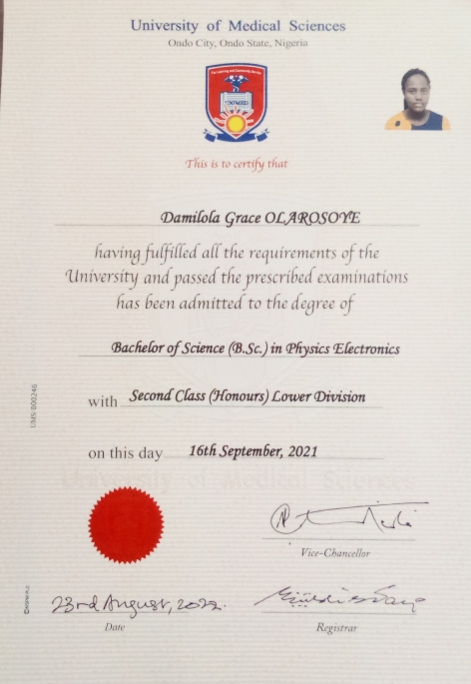 University of Medical Sciences
Ondo City, Ondo State, Nigeria
UNIMED
This is to certify that
Damilola Grace OLAROSOYE
having fulfilled all the requirements of the
University and passed the prescribed examinations
has been admitted to the degree of
Bachelor of Science (B.Sc.) in Physics Electronics
with Second Class (Honours) Lower Division
on this day 16th September, 2021
University of Medical Sciences
UMS 000246
Vice-Chancellor
23rd August, 2022.
Date
Registrar